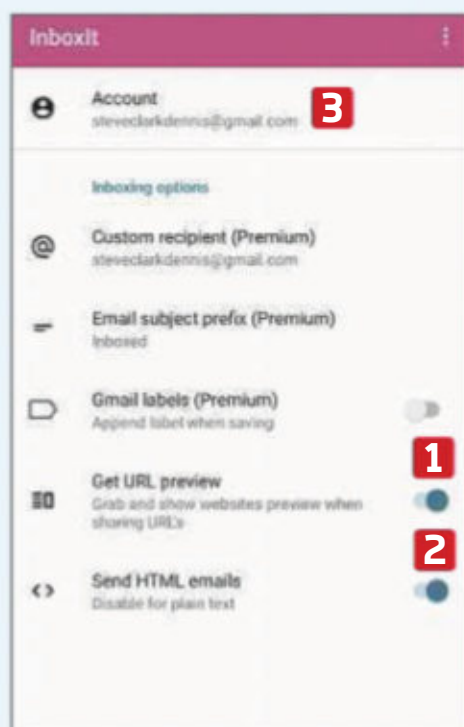 InboxIt
Account
steveclarkdennis@gmail.com
3
Inboxing options
Custom recipient (Premium)
steveclarkdennis@gmail.com
Email subject prefix (Premium)
Inboxed
Gmail labels (Premium)
Append label when saving
1
Get URL preview
Grab and show websites preview when
sharing URL's
2
Send HTML emails
Disable for plain text